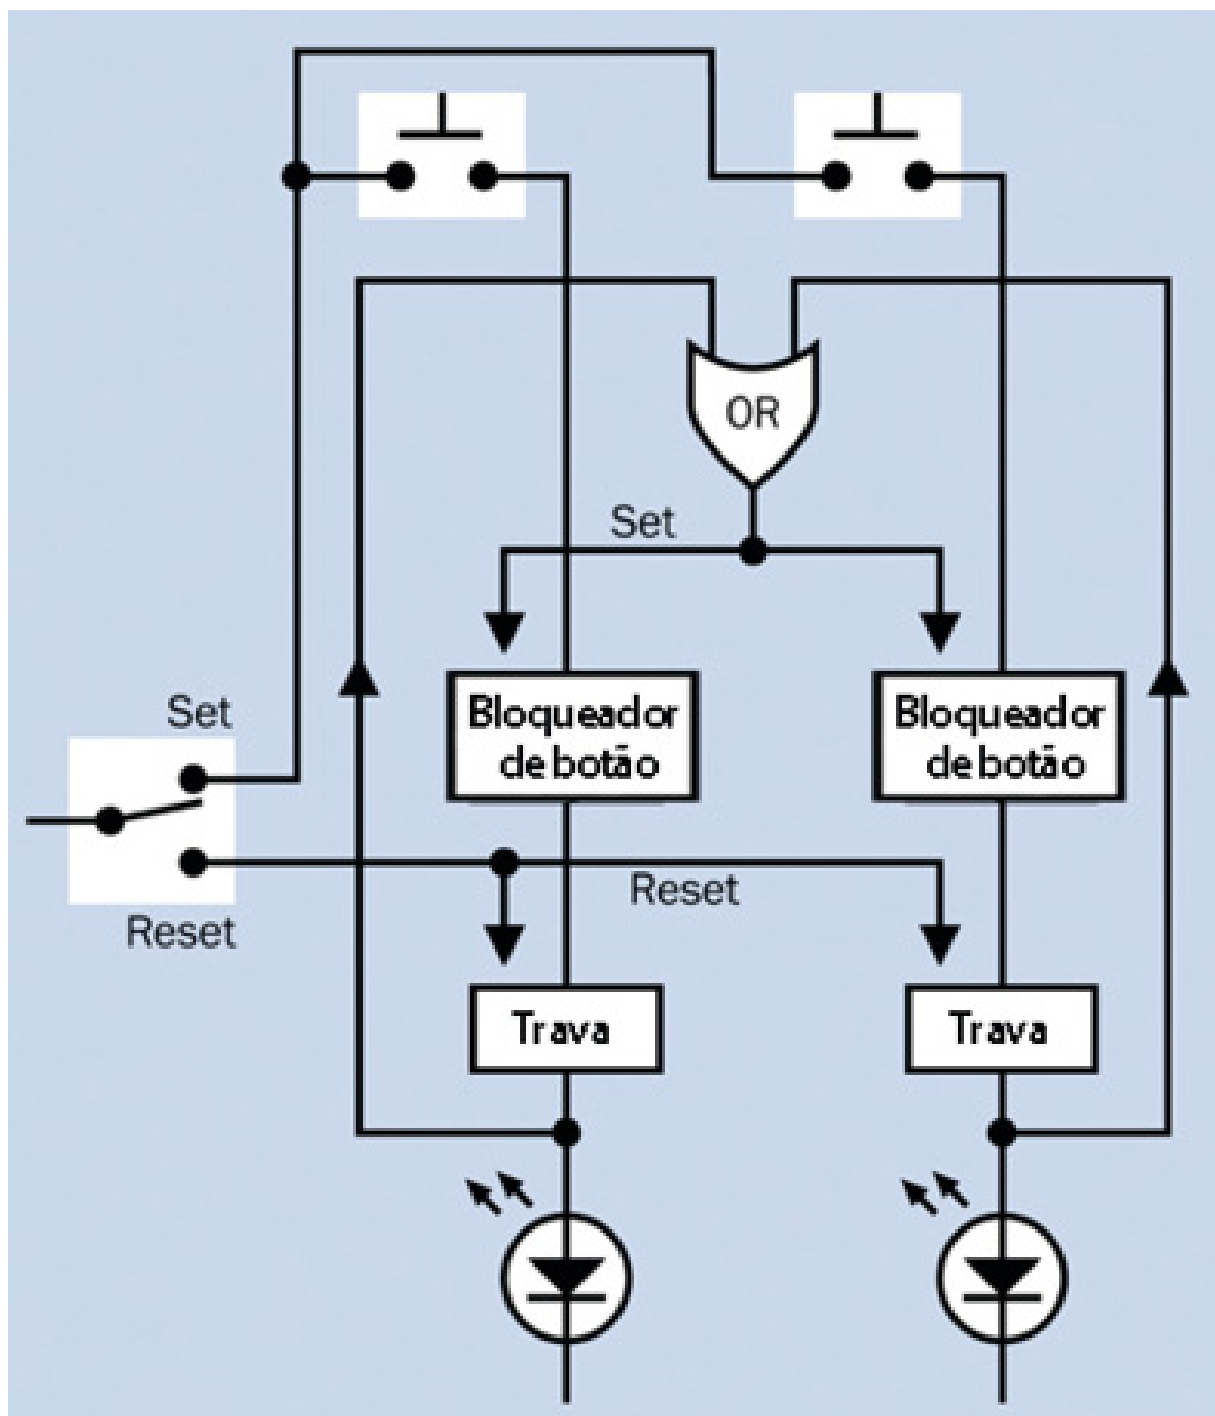 OR
Set
Set
Bloqueador
de botão
Bloqueador
de botão
Reset
Reset
Trava
Trava